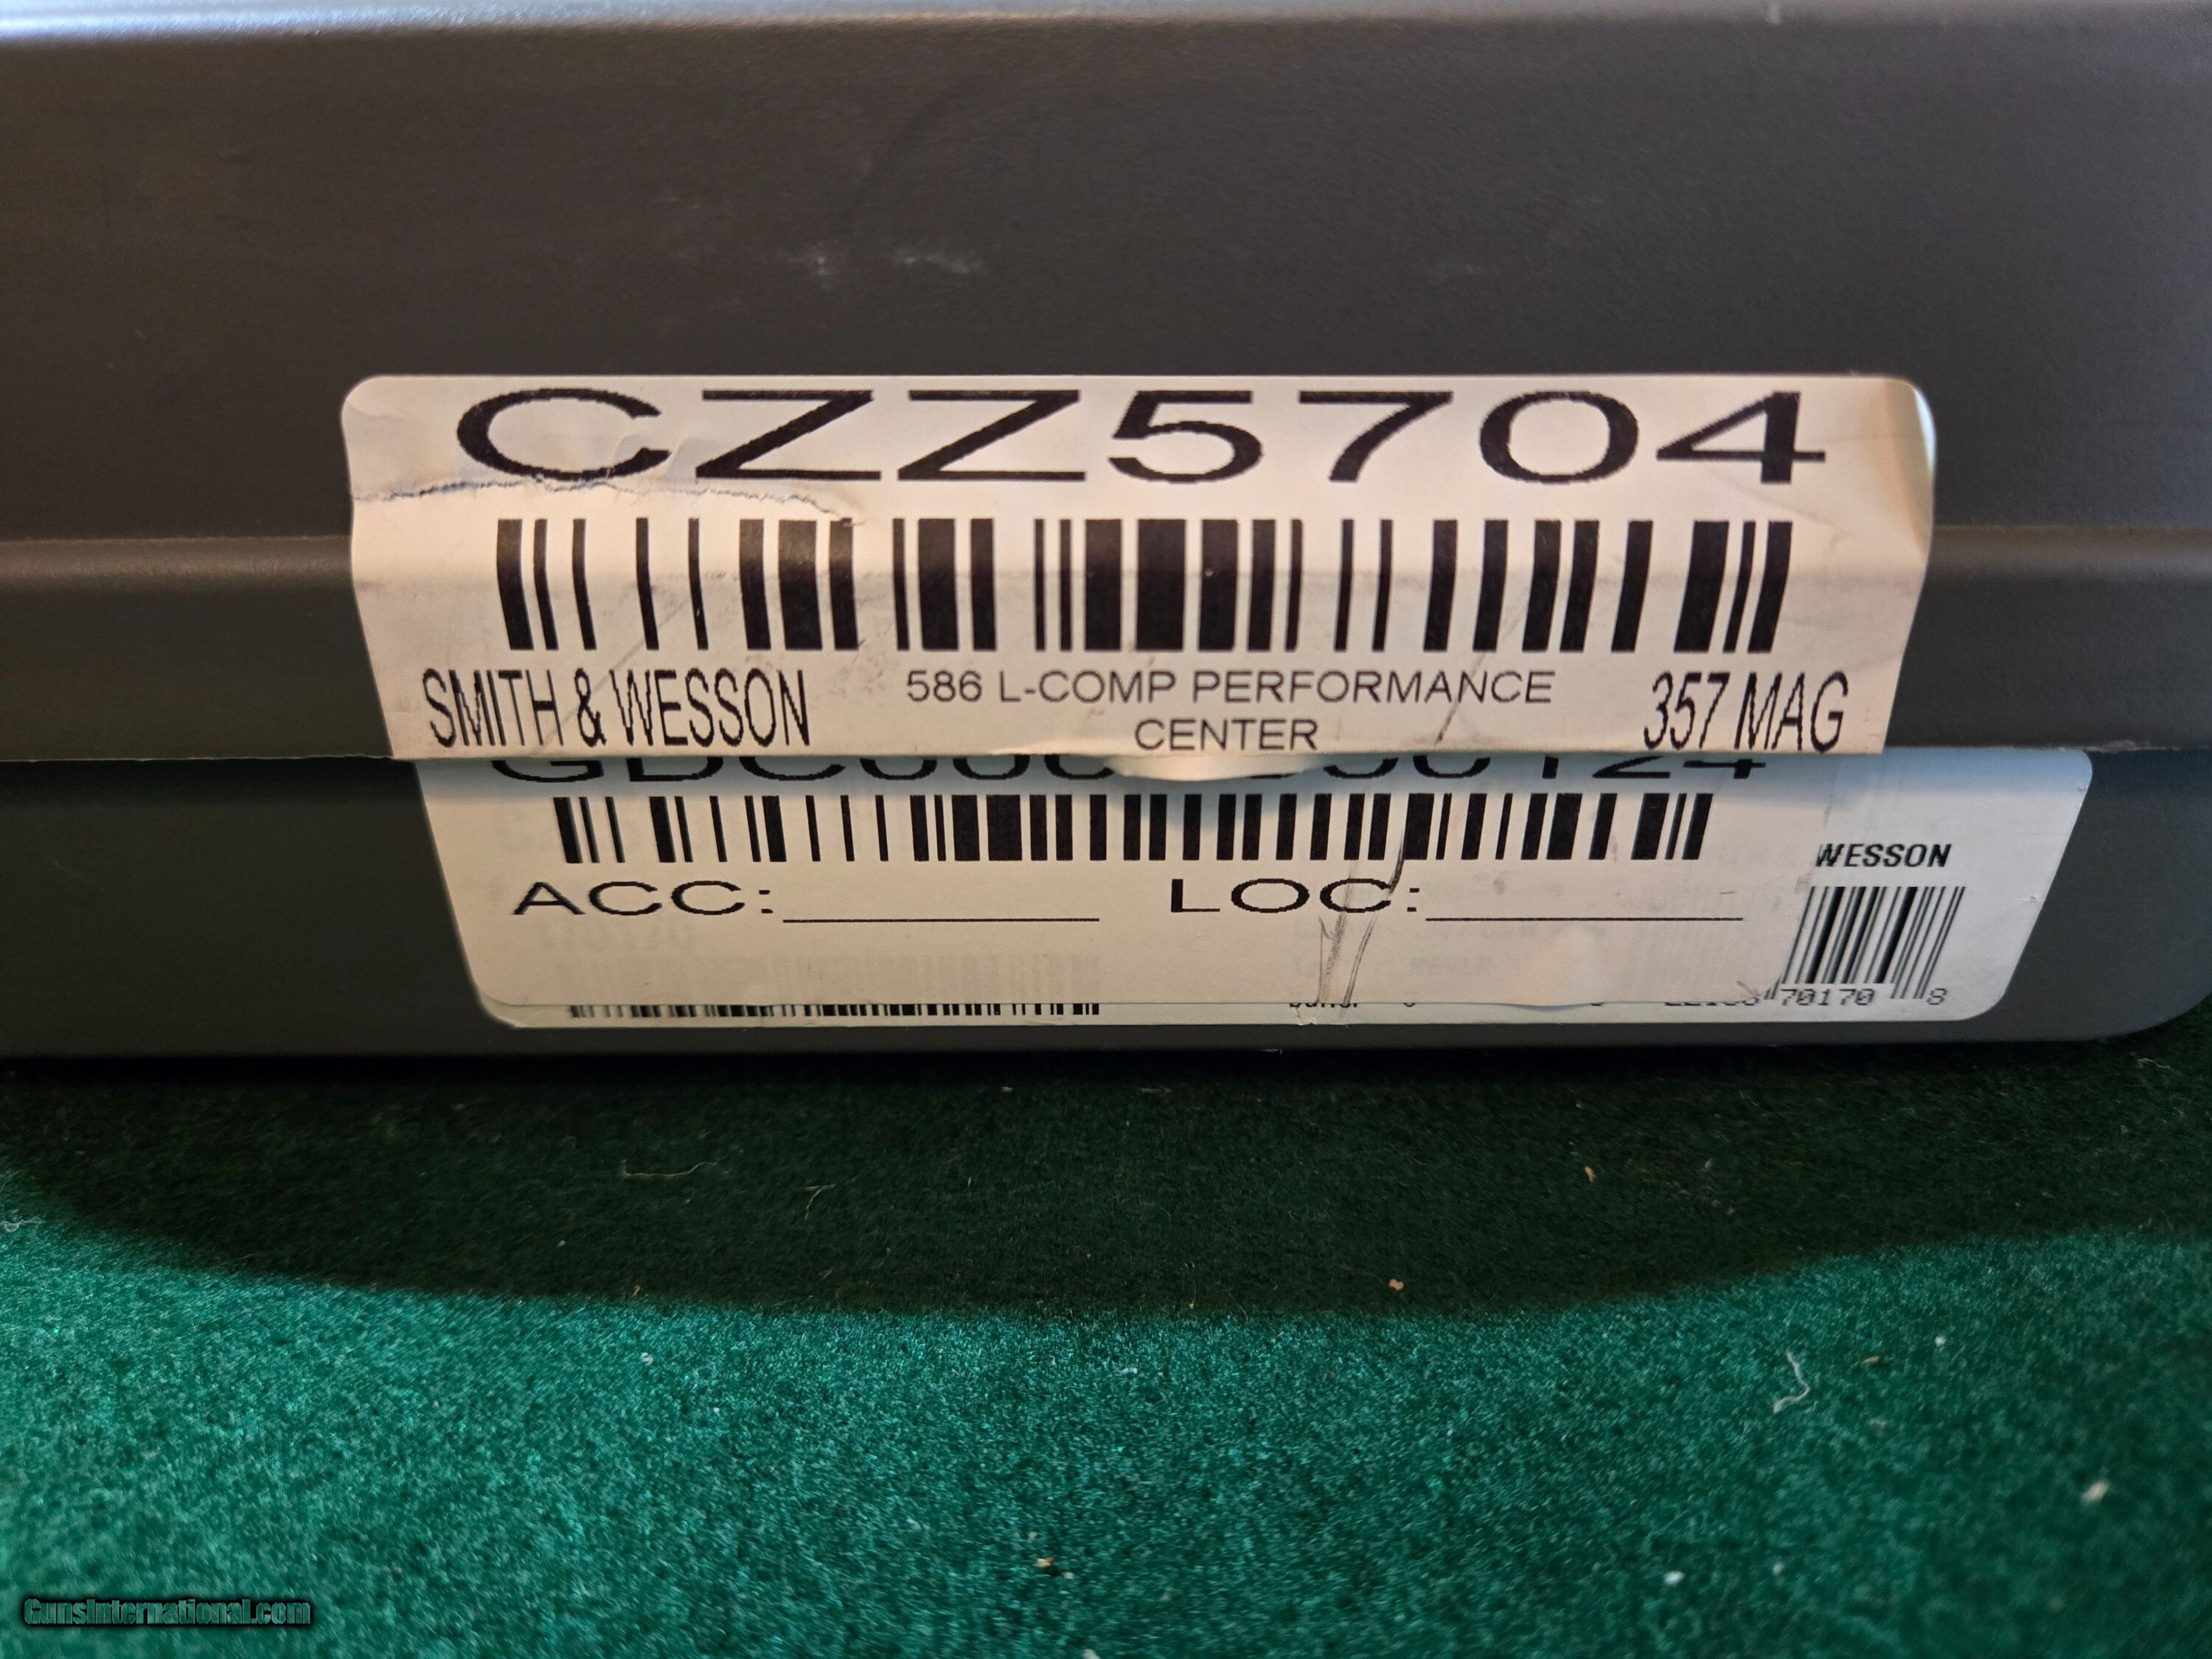 CZZ5704
SMITH & WESSON
586 L-COMP PERFORMANCE
CENTER
357 MAG
WESSON
ACC:
LOC:
70170 8
GunsInternational.com